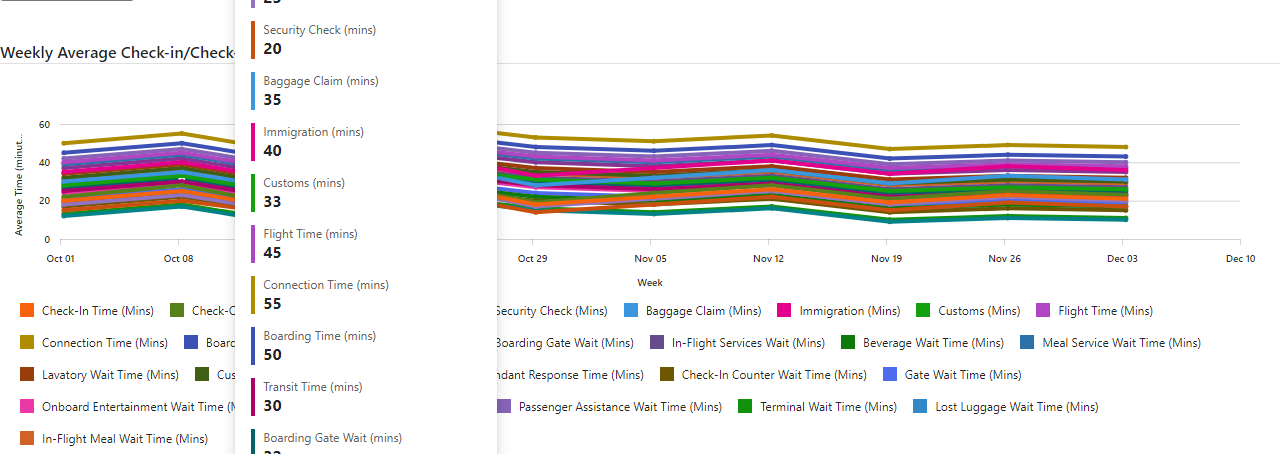 Security Check (mins)
20
Weekly Average Check-in/Check-
Baggage Claim (mins)
35
Immigration (mins)
40
Customs (mins)
33
Flight Time (mins)
45
Connection Time (mins)
55
Boarding Time (mins)
50
Transit Time (mins)
30
Boarding Gate Wait (mins)
Average Time (minut...
60
40
20
0
Oct 01 Oct 08 Oct 29 Nov 05 Nov 12 Nov 19 Nov 26 Dec 03 Dec 10
Week
Check-In Time (Mins) Check-C Security Check (Mins) Baggage Claim (Mins) Immigration (Mins) Customs (Mins) Flight Time (Mins)
Connection Time (Mins) Board Boarding Gate Wait (Mins) In-Flight Services Wait (Mins) Beverage Wait Time (Mins) Meal Service Wait Time (Mins)
Lavatory Wait Time (Mins) Cus ndant Response Time (Mins) Check-In Counter Wait Time (Mins) Gate Wait Time (Mins)
Onboard Entertainment Wait Time (M Passenger Assistance Wait Time (Mins) Terminal Wait Time (Mins) Lost Luggage Wait Time (Mins)
In-Flight Meal Wait Time (Mins)